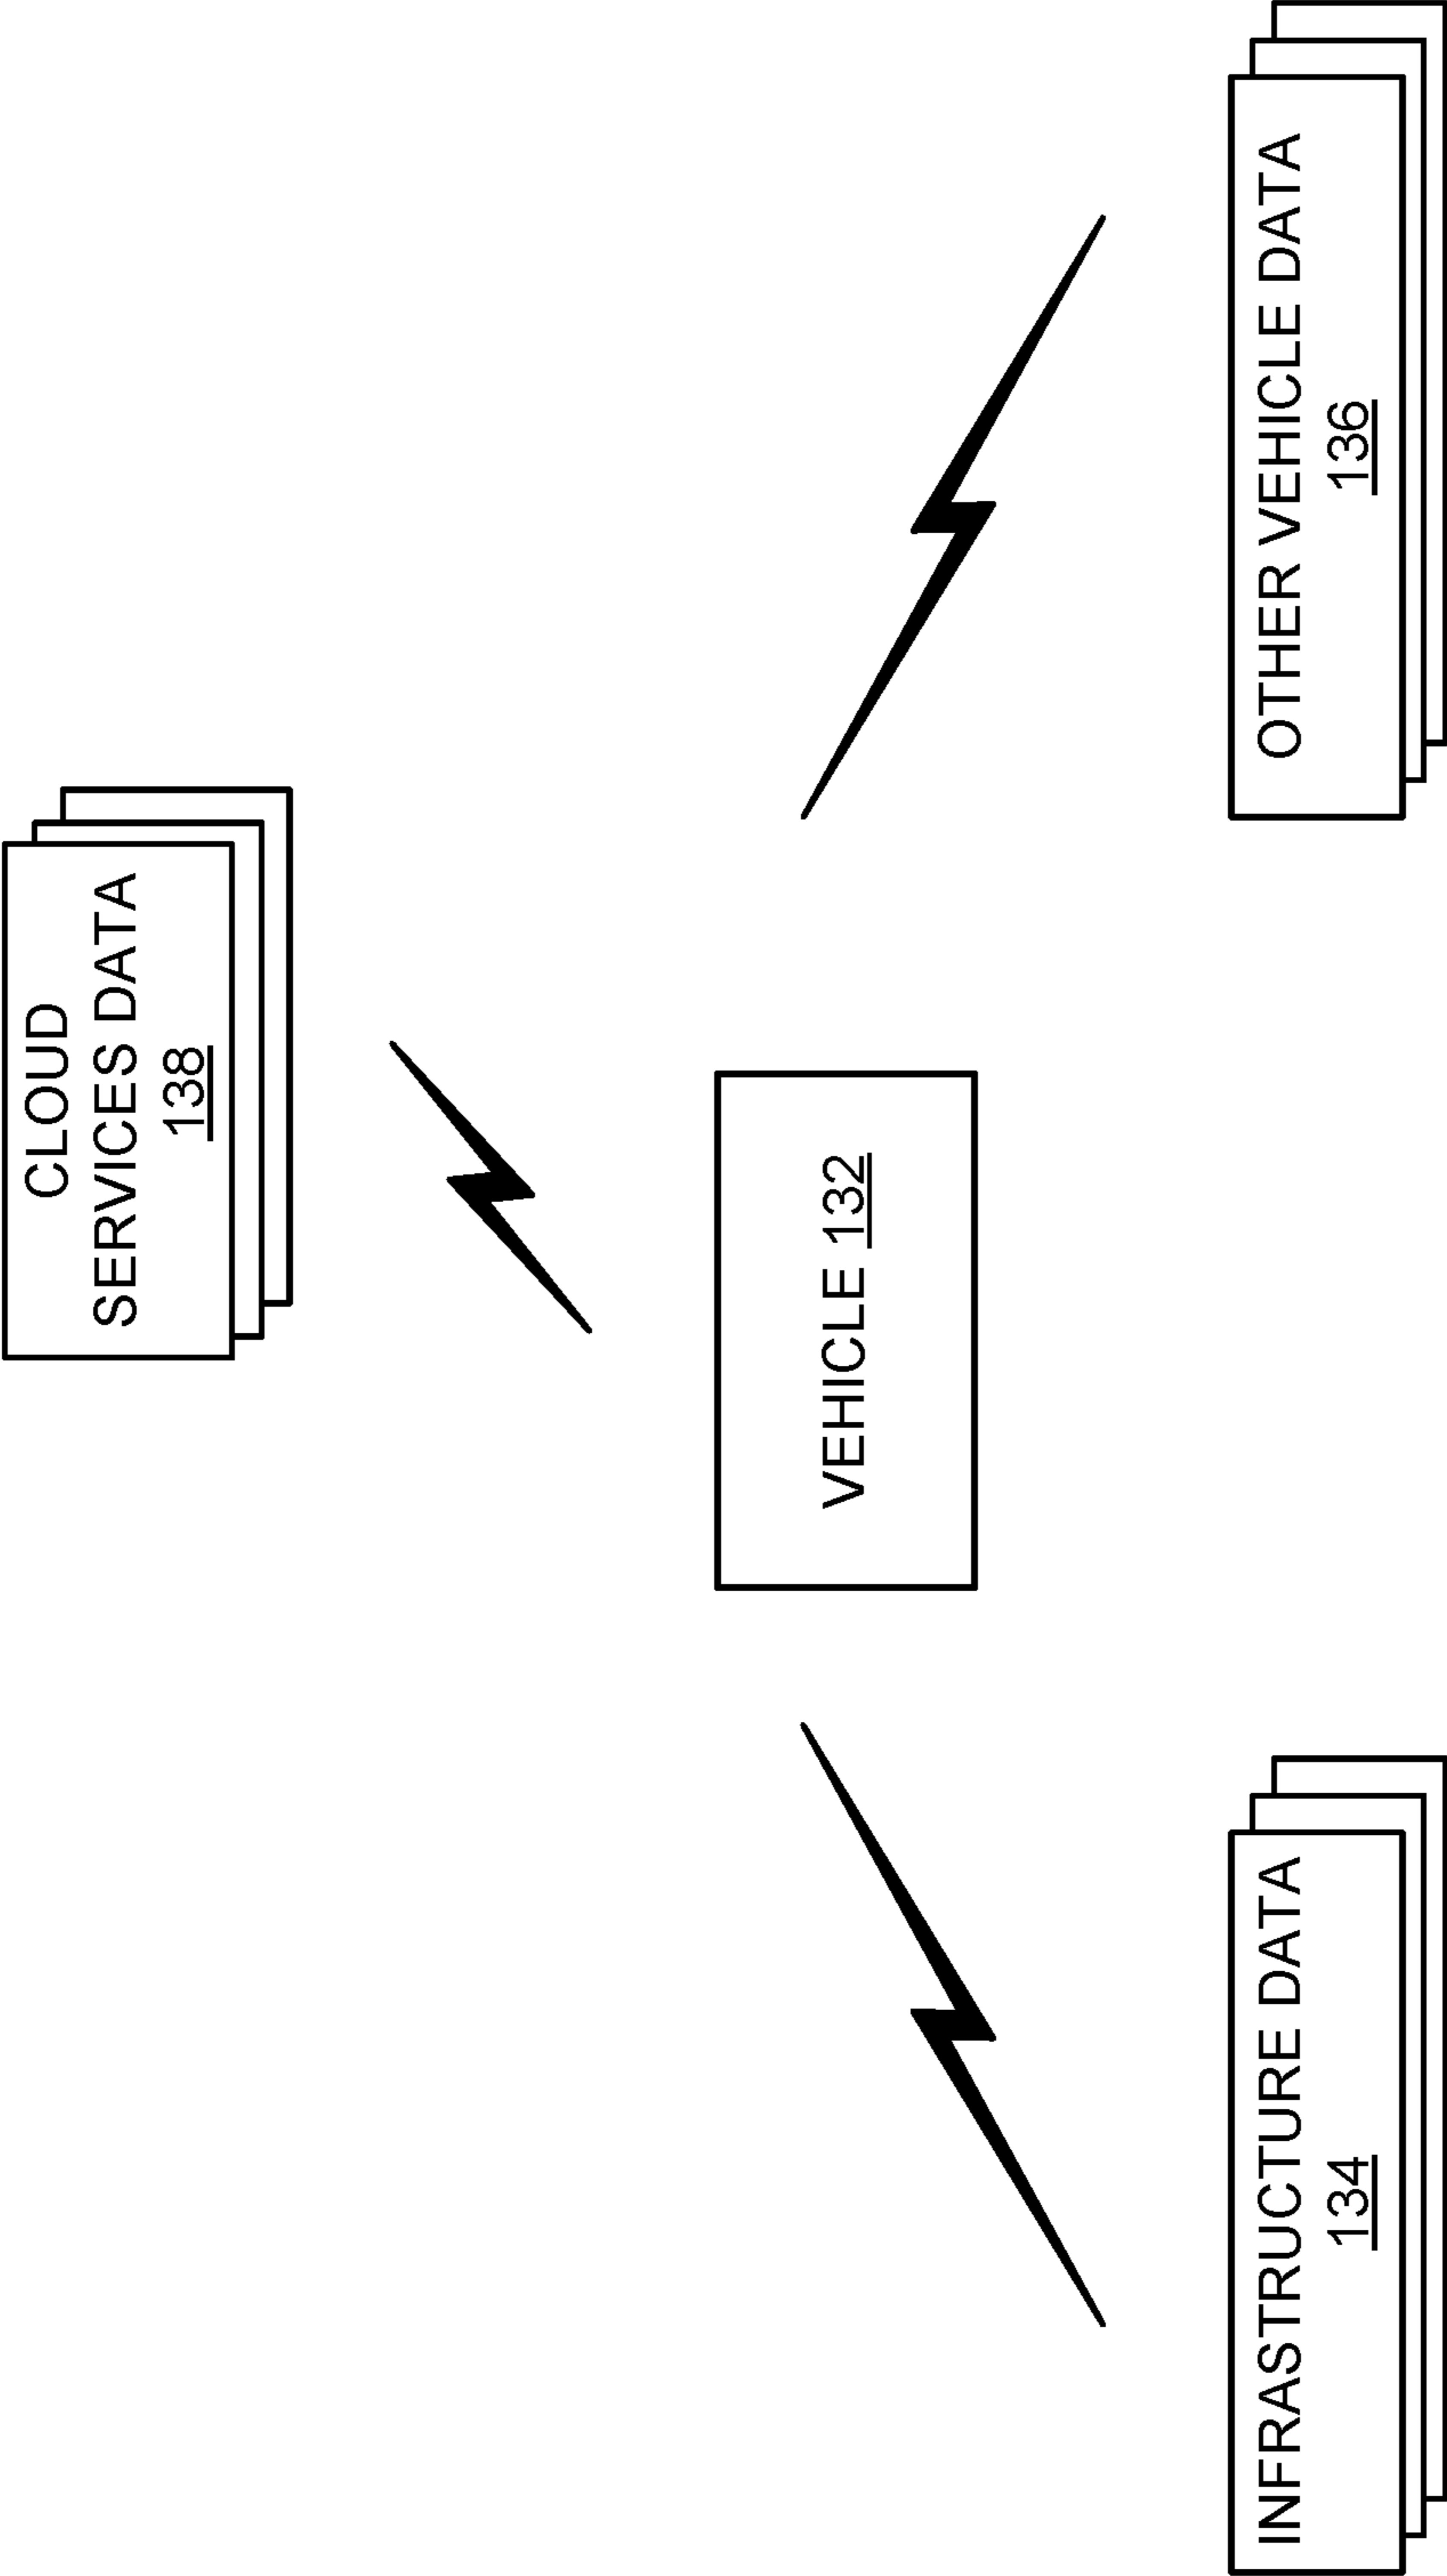 CLOUD
SERVICES DATA
138
VEHICLE 132
INFRASTRUCTURE DATA
134
OTHER VEHICLE DATA
136